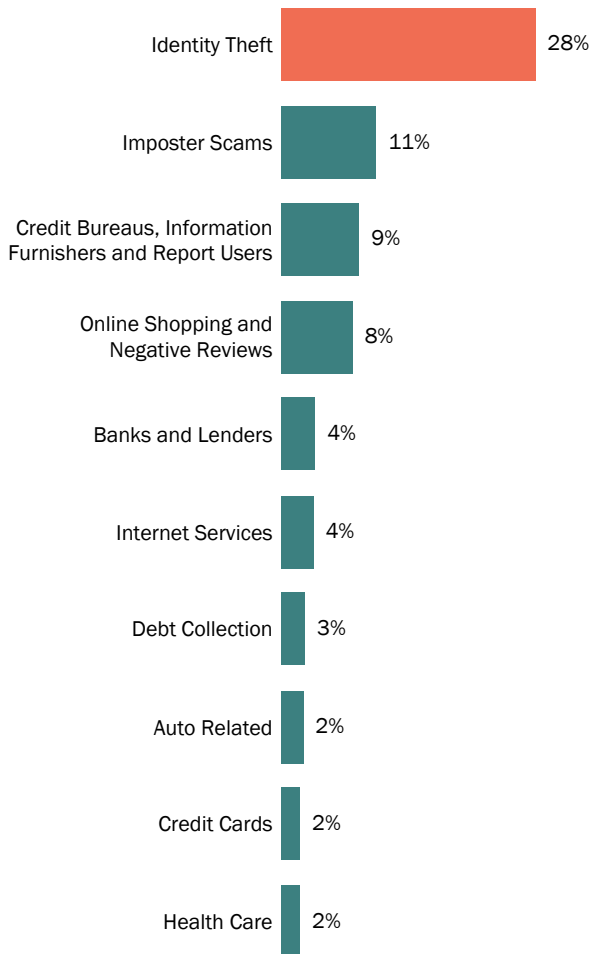 Identity Theft 28%
Imposter Scams 11%
Credit Bureaus, Information
Furnishers and Report Users 9%
Online Shopping and
Negative Reviews 8%
Banks and Lenders 4%
Internet Services 4%
Debt Collection 3%
Auto Related 2%
Credit Cards 2%
Health Care 2%